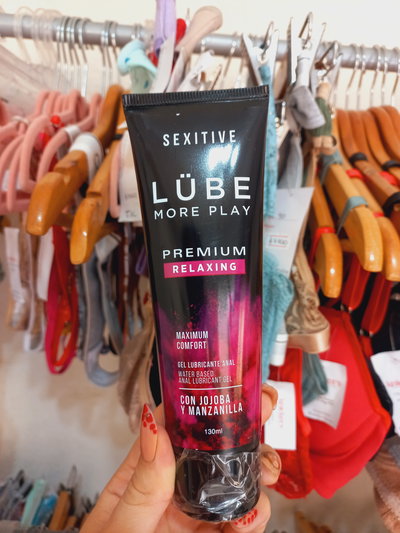 SEXITIVE
LÜBE
MORE PLAY
PREMIUM
RELAXING
MAXIMUM
COMFORT
GEL LUBRICANTE ANAL
WATER BASED
ANAL LUBRICANT GEL
CON JOJOBA
Y MANZANILLA
130ml